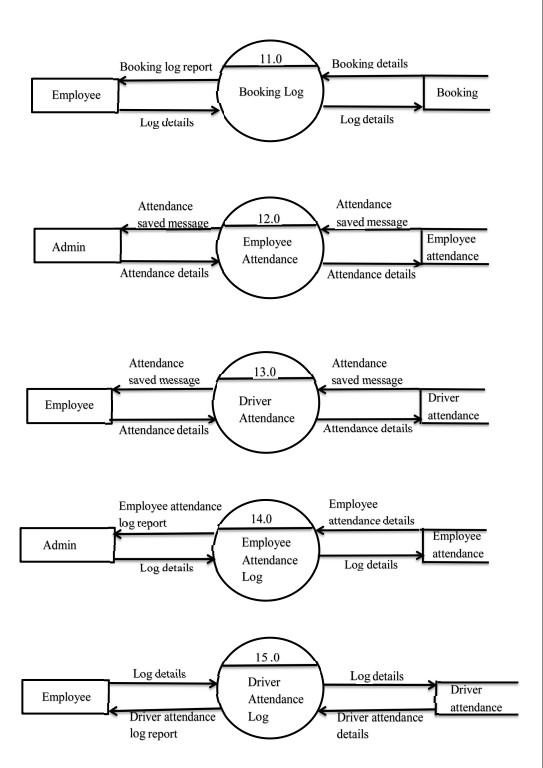 11.0
Booking log report
Booking details
Employee
Booking Log
Booking
Log details
Log details
Attendance
saved message
12.0
Attendance
saved message
Admin
Employee
Attendance
Employee
attendance
Attendance details
Attendance details
Attendance
saved message
13.0
Attendance
saved message
Employee
Driver
Attendance
Driver
attendance
Attendance details
Attendance details
Employee attendance
log report
14.0
Employee
attendance details
Admin
Employee
Attendance
Log
Employee
attendance
Log details
Log details
15 .0
Log details
Log details
Employee
Driver
Attendance
Log
Driver
attendance
Driver attendance
log report
Driver attendance
details